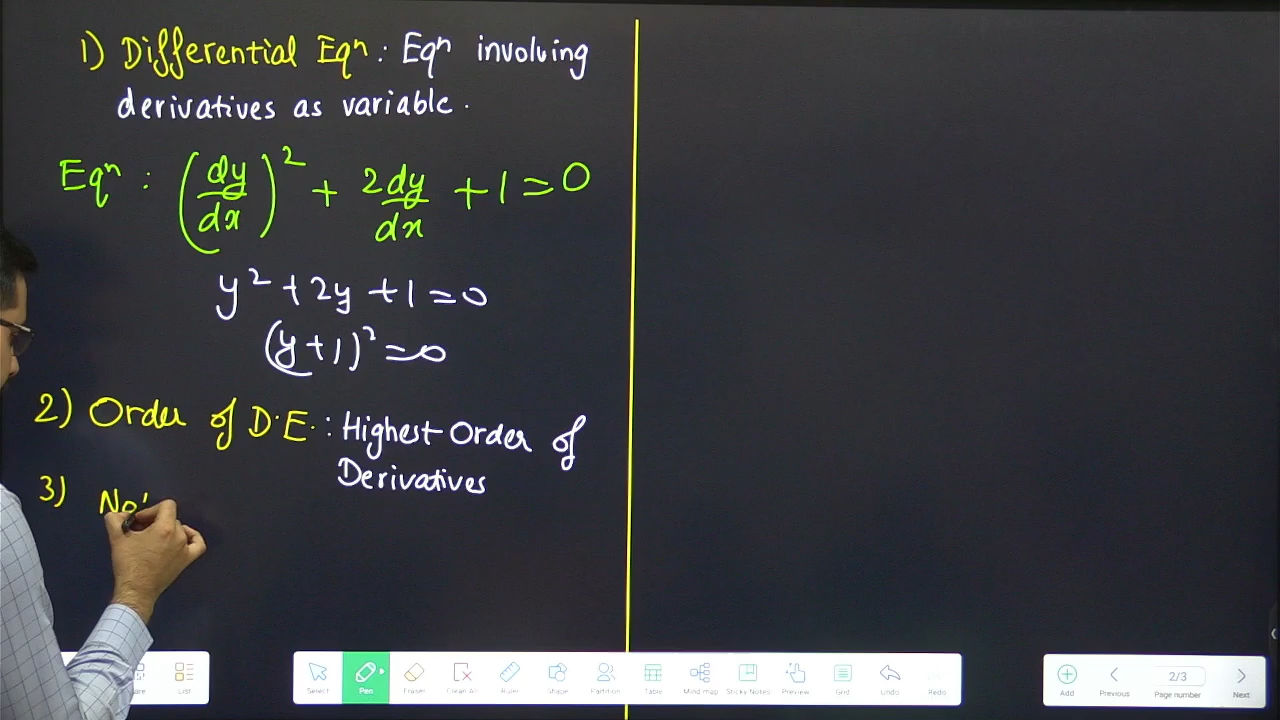 1) Differential Eqⁿ : Eqⁿ involving
derivatives as variable.
Eqⁿ : (dy/dx)² + 2dy/dx + 1 = 0
y² + 2y + 1 = 0
(y + 1)² = 0
2) Order of D.E. : Highest Order of
Derivatives
3)
List
Select
Pen
Eraser
Clean All
Ruler
Shape
Partition
Table
Mind map
Sticky Notes
Preview
Grid
Undo
Redo
Add
Previous
2/3
Page number
Next